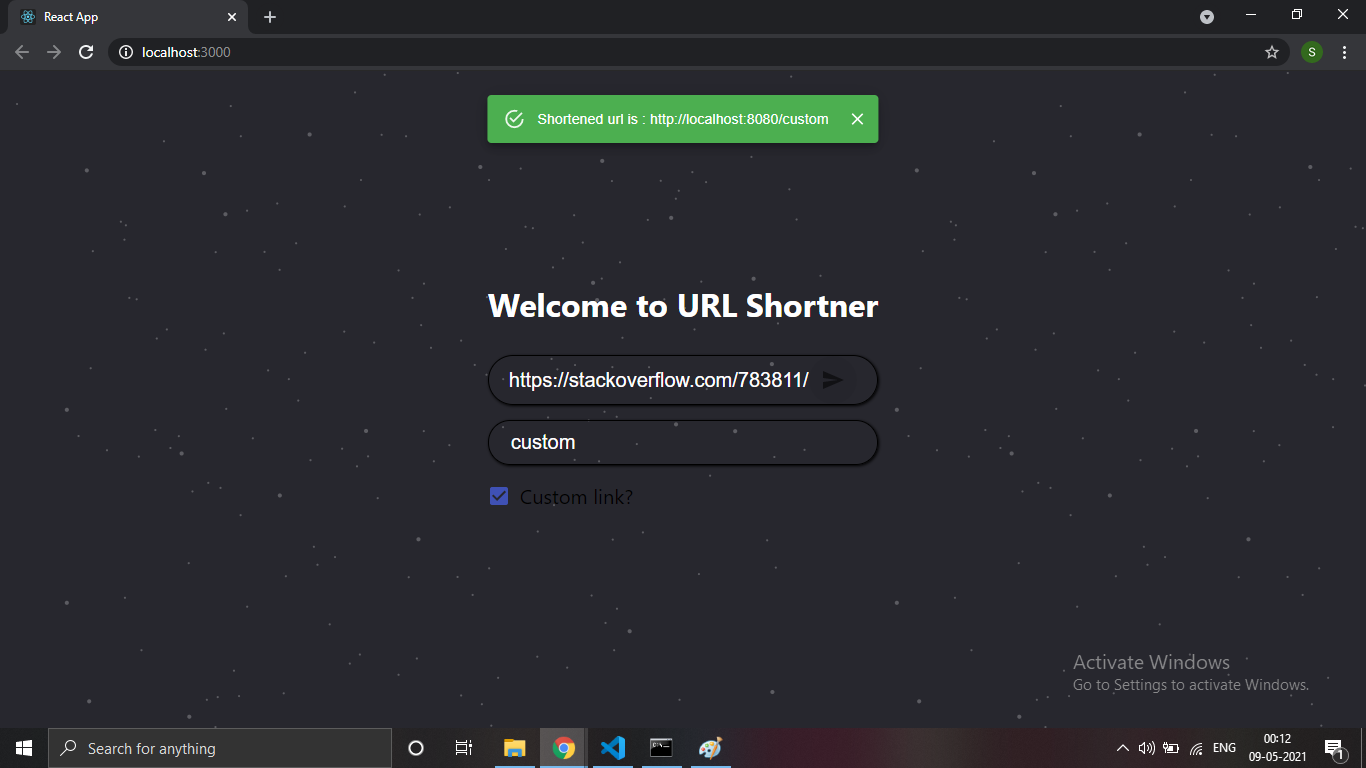 React App
localhost:3000
S
Shortened url is : http://localhost:8080/custom
Welcome to URL Shortner
https://stackoverflow.com/783811/
custom
Custom link?
Activate Windows
Go to Settings to activate Windows.
Search for anything
ENG
00:12
09-05-2021
1